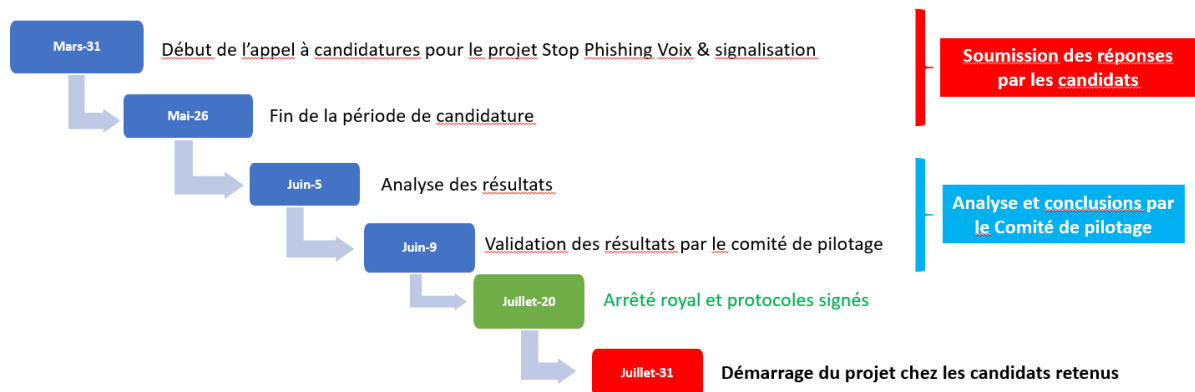 Mars-31
Début de l’appel à candidatures pour le projet Stop Phishing Voix & signalisation
Soumission des réponses
par les candidats
Mai-26
Fin de la période de candidature
Juin-5
Analyse des résultats
Analyse et conclusions par
le Comité de pilotage
Juin-9
Validation des résultats par le comité de pilotage
Juillet-20
Arrêté royal et protocoles signés
Juillet-31
Démarrage du projet chez les candidats retenus